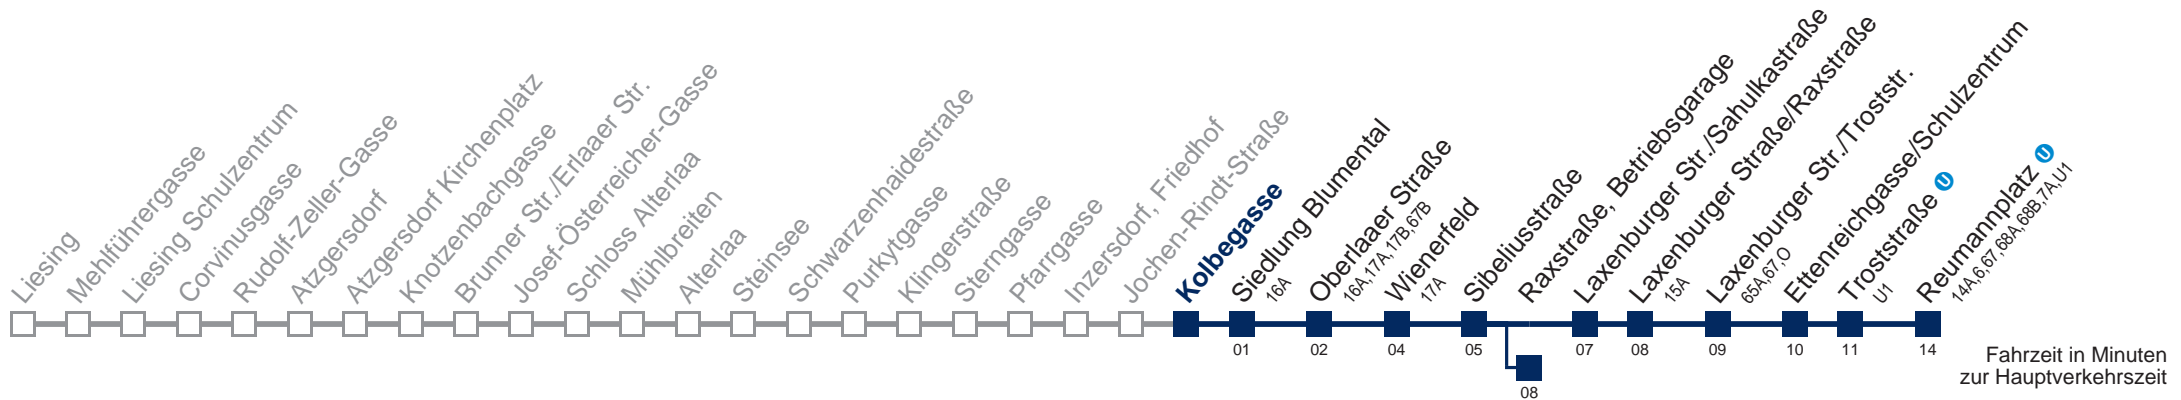 Liesing
Mehlführergasse
Liesing Schulzentrum
Corvinusgasse
Rudolf-Zeller-Gasse
Atzgersdorf
Atzgersdorf Kirchenplatz
Knotzenbachgasse
Brunner Str./Erlaaer Str.
Josef-Österreicher-Gasse
Schloss Alterlaa
Mühlbreiten
Alterlaa
Steinsee
Schwarzenhaidestraße
Purkytgasse
Klingerstraße
Sterngasse
Pfarrgasse
Inzersdorf, Friedhof
Jochen-Rindt-Straße
Kolbegasse
Siedlung Blumental
16A
Oberlaaer Straße
16A,17A,17B,67B
Wienerfeld
17A
Sibeliusstraße
Raxstraße, Betriebsgarage
Laxenburger Str./Sahulkastraße
Laxenburger Straße/Raxstraße
15A
Laxenburger Str./Troststr.
65A,67,O
Ettenreichgasse/Schulzentrum
Troststraße U
U1
Reumannplatz U
14A,6,67,68A,68B,7A,U1
01 02 04 05 07 08 09 10 11 14
08
Fahrzeit in Minuten
zur Hauptverkehrszeit